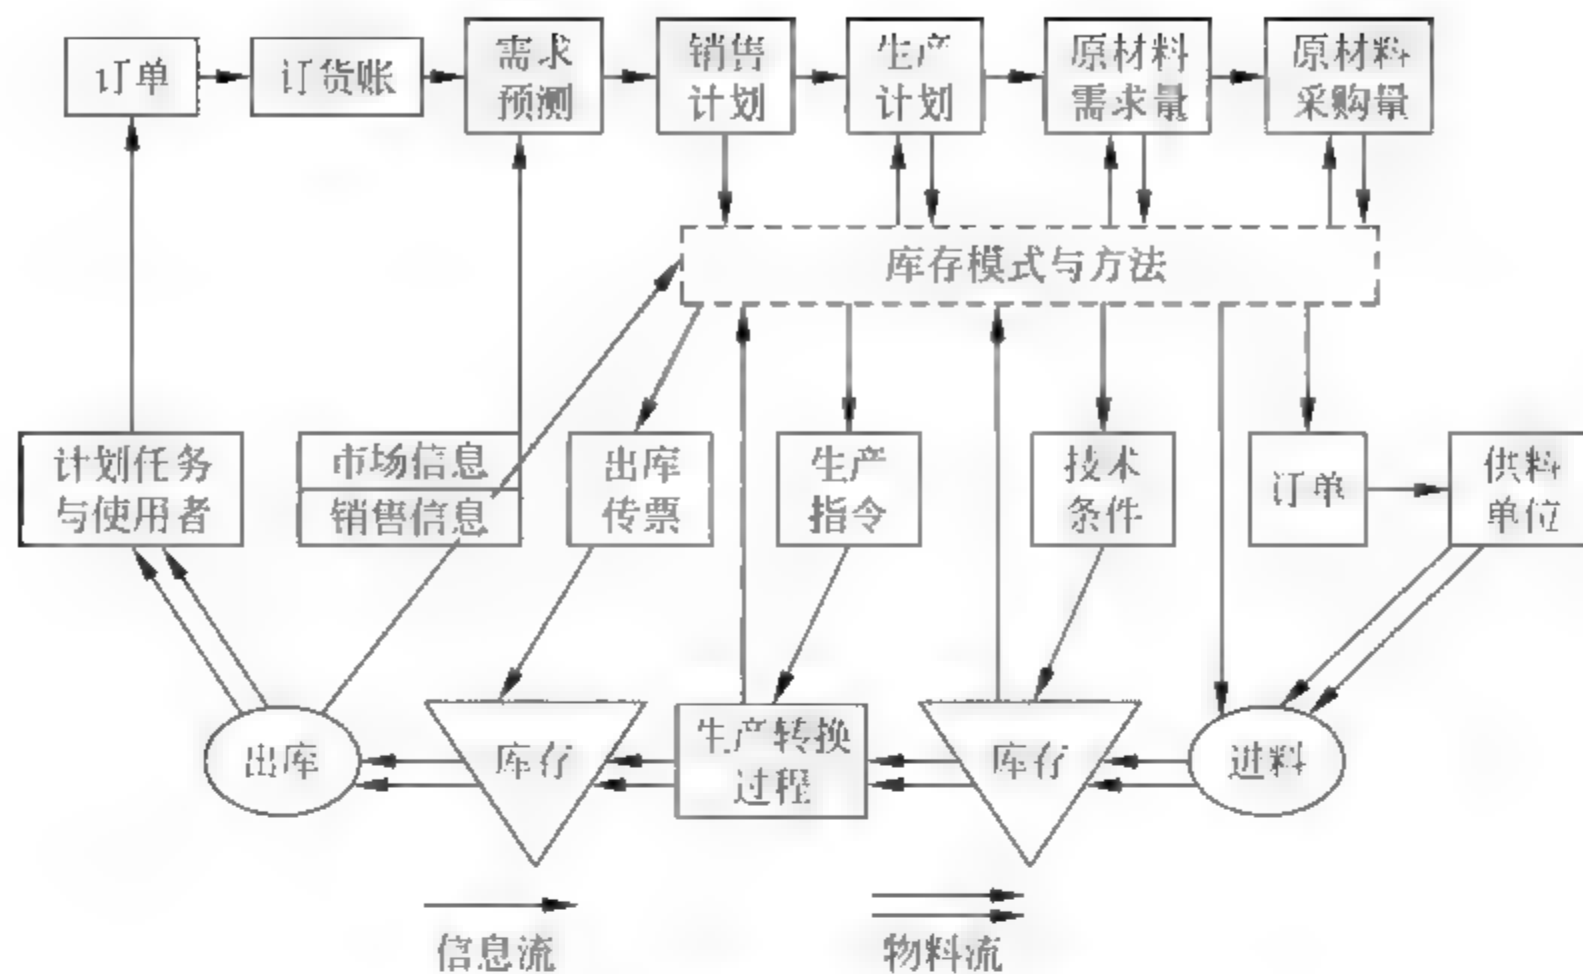 订单
订货账
需求
预测
销售
计划
生产
计划
原材料
需求量
原材料
采购量
库存模式与方法
计划任务
与使用者
市场信息
销售信息
出库
传票
生产
指令
技术
条件
订单
供料
单位
出库
库存
生产转换
过程
库存
进料
信息流
物料流